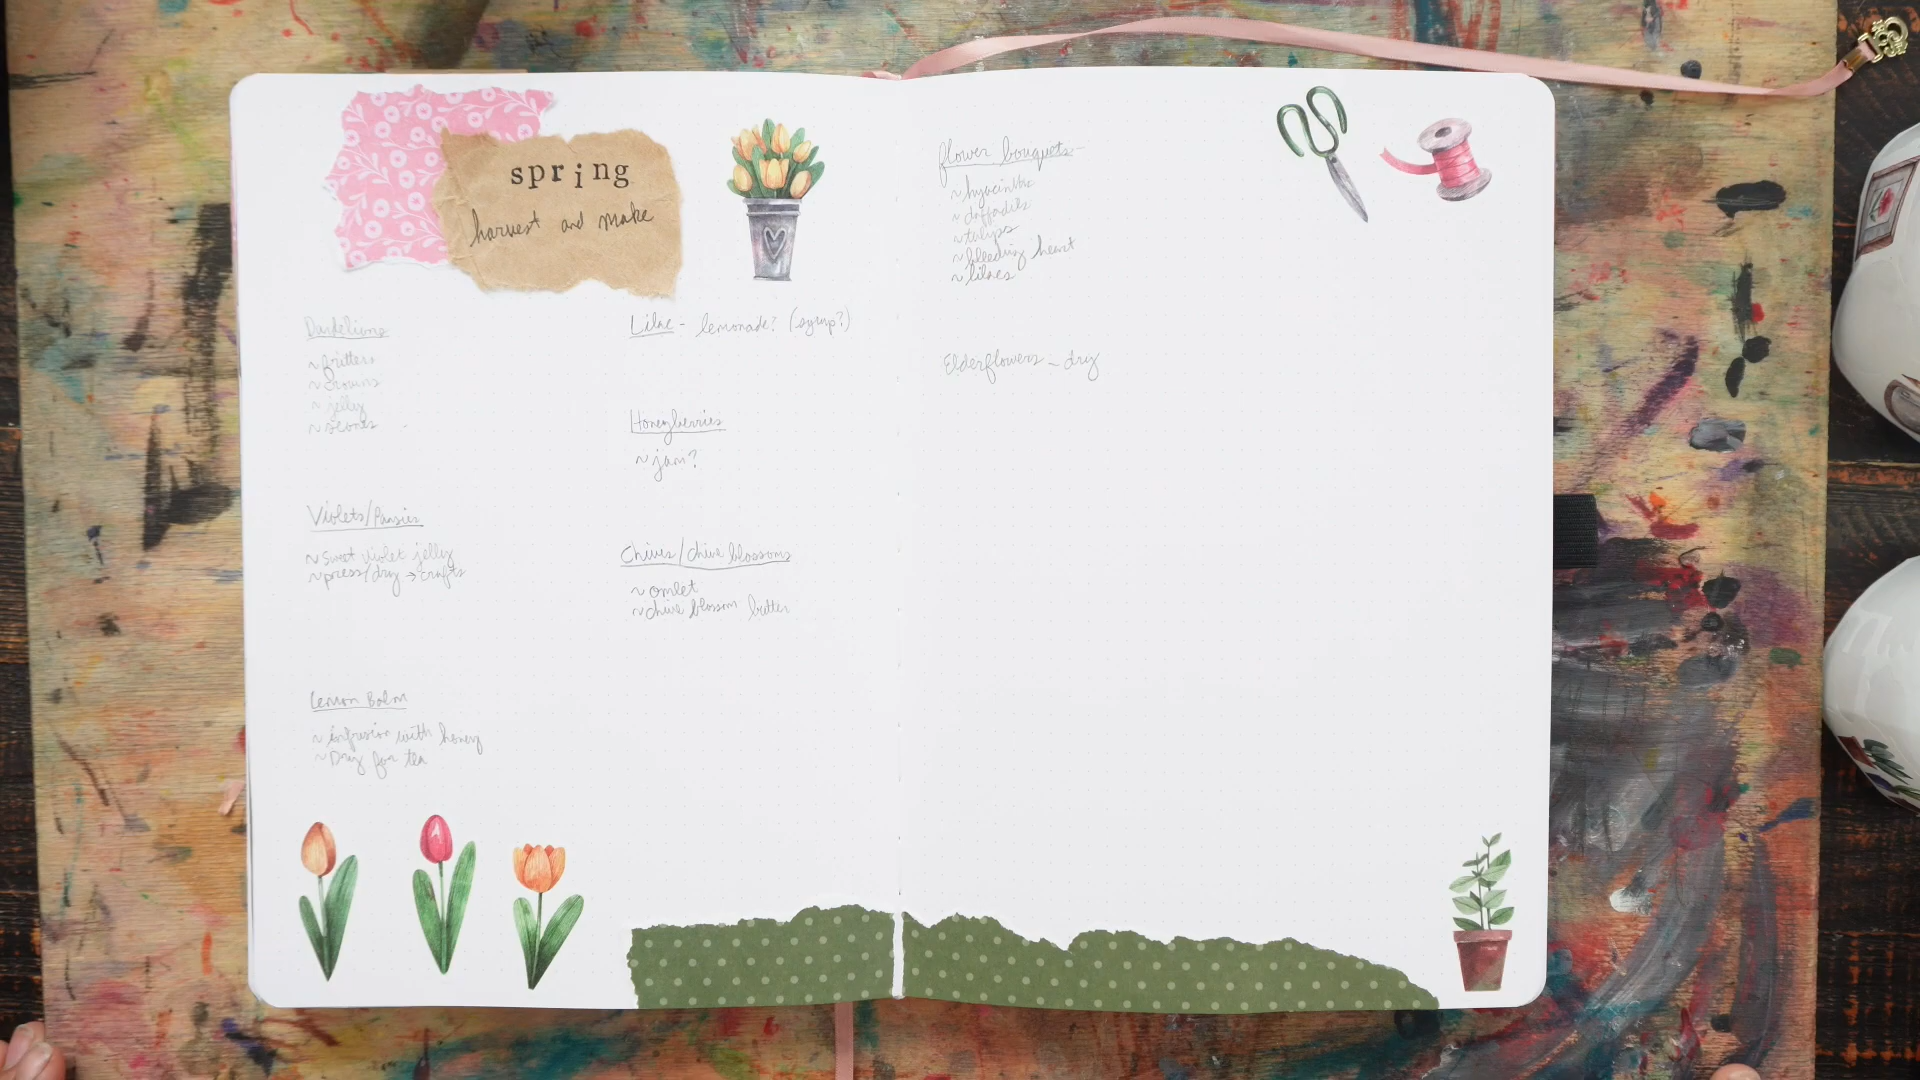 spring
harvest and make
Dandelions
~ fritters
~ crowns
~ jelly
~ scones
Violets/Pansies
~ sweet violet jelly
~ press/dry → crafts
Lemon Balm
~ infusion with honey
~ Dry for tea
Lilac - lemonade? (syrup?)
Honeyberries
~ jam?
Chives/chive blossoms
~ omlet
~ chive blossom butter
flower bouquets
~ hyacinths
~ daffodils
~ tulips
~ bleeding heart
~ lilacs
Elderflowers - dry